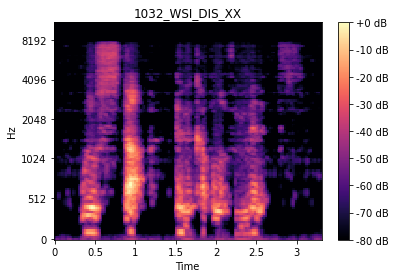 1032_WSI_DIS_XX
Hz
8192
4096
2048
1024
512
0
0 0.5 1 1.5 2 2.5 3
Time
+0 dB
-10 dB
-20 dB
-30 dB
-40 dB
-50 dB
-60 dB
-70 dB
-80 dB